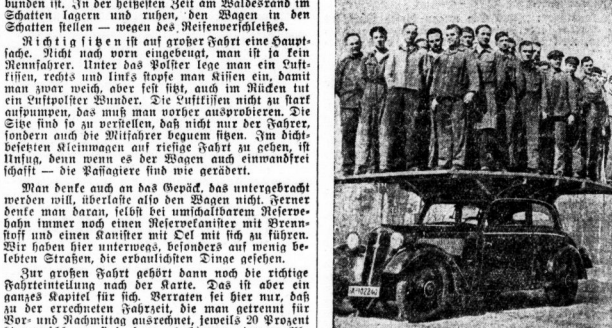 bunden ist. In der heißesten Zeit am Waldesrand im
Schatten lagern und ruhen, den Wagen in den
Schatten stellen — wegen des Reifenverschleißes.
Richtig sitzen ist auf großer Fahrt eine Haupt-
sache. Nicht nach vorn eingebeugt, man ist ja kein
Rennfahrer. Unter das Polster lege man ein Luft-
kissen, rechts und links stopfe man Kissen ein, damit
man zwar weich, aber fest sitzt, auch im Rücken tut
ein Luftpolster Wunder. Die Luftkissen nicht zu stark
aufpumpen, das muß man vorher ausprobieren. Die
Sitze sind so zu verstellen, daß nicht nur der Fahrer,
sondern auch die Mitfahrer bequem sitzen. Im dicht-
besetzten Kleinwagen auf riesige Fahrt zu gehen, ist
Unfug, denn wenn es der Wagen auch einwandfrei
schafft — die Passagiere sind wie gerädert.
Man denke auch an das Gepäck, das untergebracht
werden will, überlaste also den Wagen nicht. Ferner
denke man daran, selbst bei umschaltbarem Reserve-
hahn immer noch einen Reservekanister mit Brenn-
stoff und einen Kanister mit Oel mit sich zu führen.
Wir haben hier unterwegs, besonders auf wenig be-
lebten Straßen, die erbaulichsten Dinge gesehen.
Zur großen Fahrt gehört dann noch die richtige
Fahrteinteilung nach der Karte. Das ist aber ein
ganzes Kapitel für sich. Verraten sei hier nur, daß
zu der errechneten Fahrzeit, die man getrennt für
Vor- und Nachmittag ausrechnet, jeweils 20 Prozent